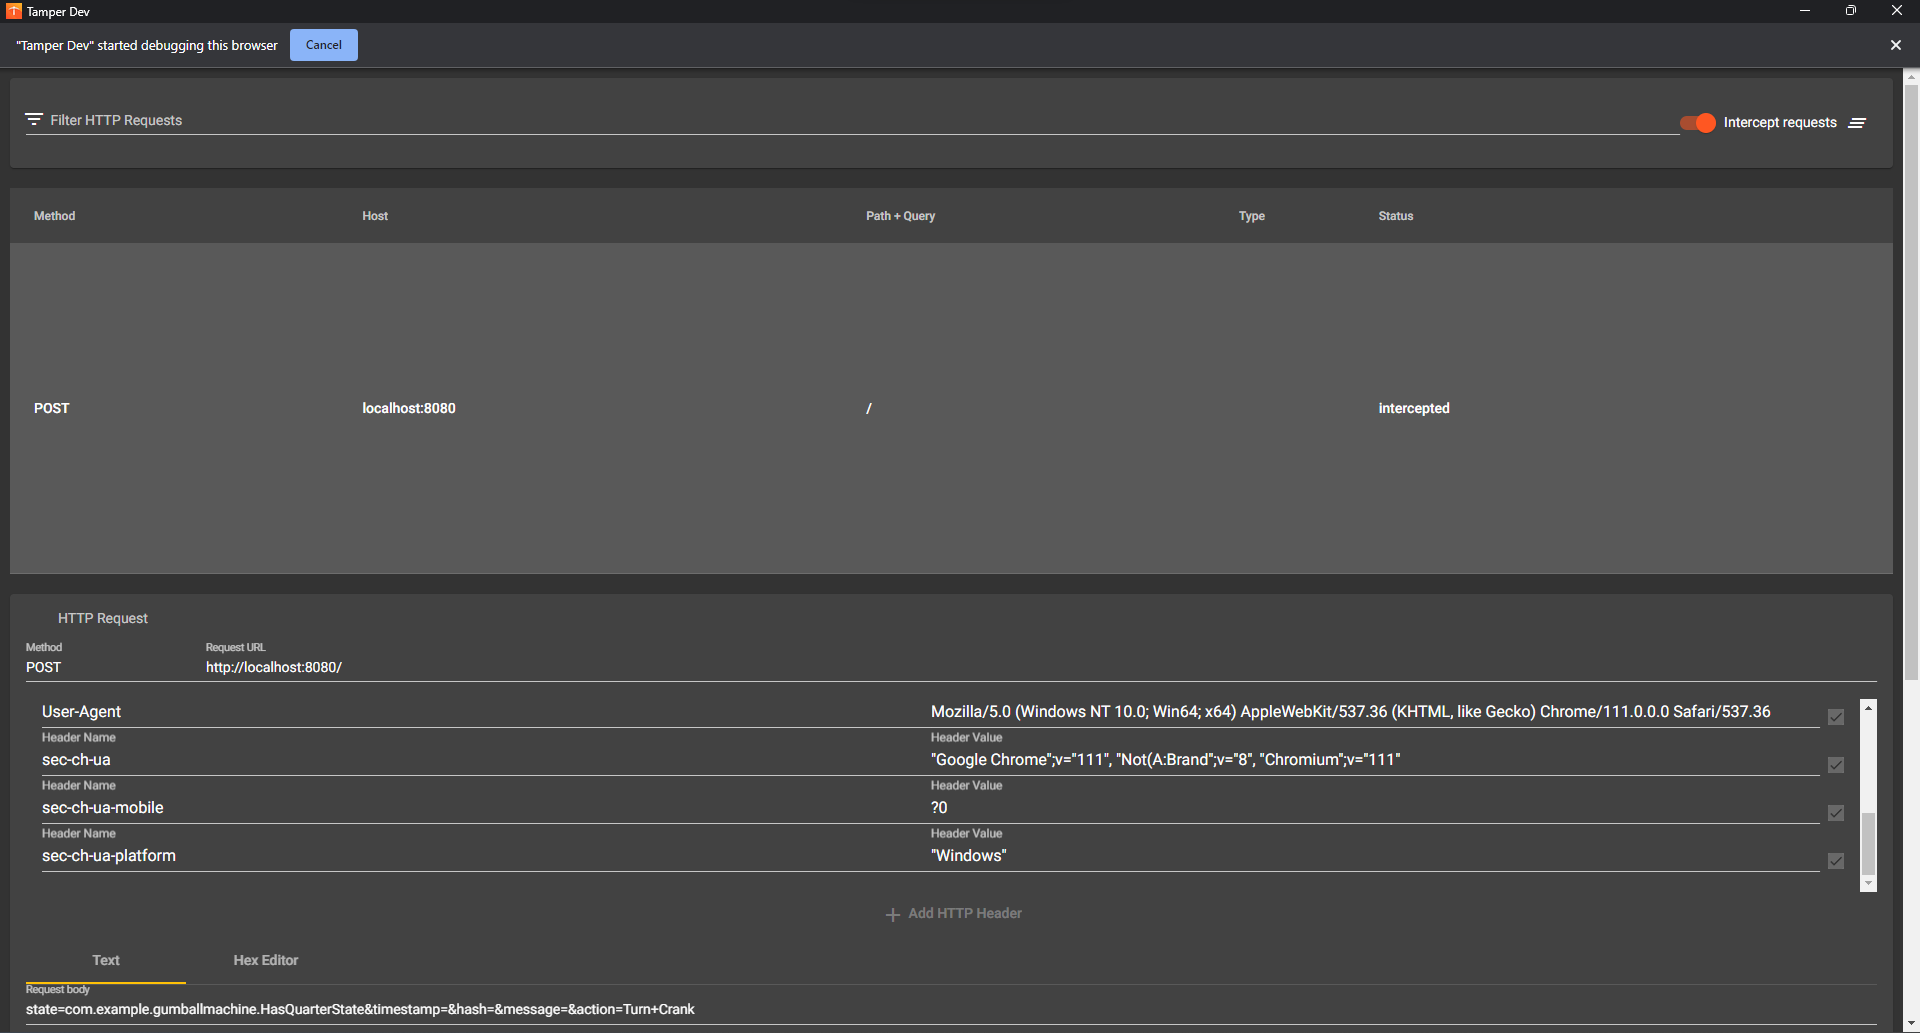 Tamper Dev
"Tamper Dev" started debugging this browser Cancel
Filter HTTP Requests Intercept requests
Method Host Path + Query Type Status
POST localhost:8080 / intercepted
HTTP Request
Method Request URL
POST http://localhost:8080/
User-Agent Mozilla/5.0 (Windows NT 10.0; Win64; x64) AppleWebKit/537.36 (KHTML, like Gecko) Chrome/111.0.0.0 Safari/537.36
Header Name Header Value
sec-ch-ua "Google Chrome";v="111", "Not(A:Brand";v="8", "Chromium";v="111"
Header Name Header Value
sec-ch-ua-mobile ?0
Header Name Header Value
sec-ch-ua-platform "Windows"
Add HTTP Header
Text Hex Editor
Request body
state=com.example.gumballmachine.HasQuarterState&timestamp=&hash=&message=&action=Turn+Crank